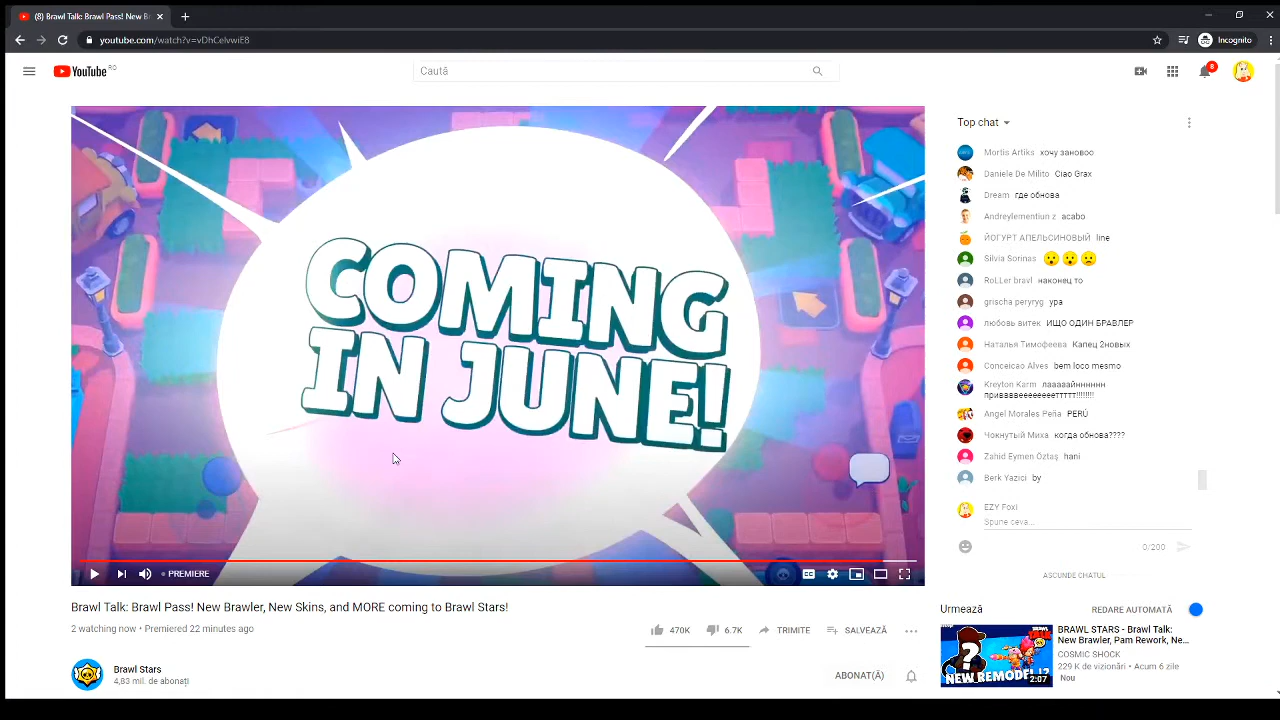 (8) Brawl Talk: Brawl Pass! New B
youtube.com/watch?v=vDhCelvwiE8
Incognito
YouTube RO
Caută
8
COMING
IN JUNE!
PREMIERE
CC
Brawl Talk: Brawl Pass! New Brawler, New Skins, and MORE coming to Brawl Stars!
2 watching now • Premiered 22 minutes ago
470K
6.7K
TRIMITE
SALVEAZĂ
Brawl Stars
4,83 mil. de abonați
ABONAT(Ă)
Top chat
Mortis Artiks хочу зановоо
Daniele De Milito Ciao Grax
Dream где обнова
Andreylementiun z acabo
ЙОГУРТ АПЕЛЬСИНОВЫЙ line
Silvia Sorinas 😮😮😦
RoLLer bravl наконец то
grischa peryryg ура
любовь витек ИЩО ОДИН БРАВЛЕР
Наталья Тимофеева Капец 2новых
Conceicao Alves bem loco mesmo
Kreyton Karm лааааайнннннн
привввеееееееетттттт!!!!!!!!
Angel Morales Peña PERÚ
Чокнутый Миха когда обнова????
Zahid Eymen Öztaş hani
Berk Yazici by
EZY Foxi
Spune ceva...
0/200
ASCUNDE CHATUL
Urmează
REDARE AUTOMATĂ
NEW REMODEL!?
2:07
BRAWL STARS - Brawl Talk:
New Brawler, Pam Rework, Ne...
COSMIC SHOCK
229 K de vizionări • Acum 6 zile
Nou